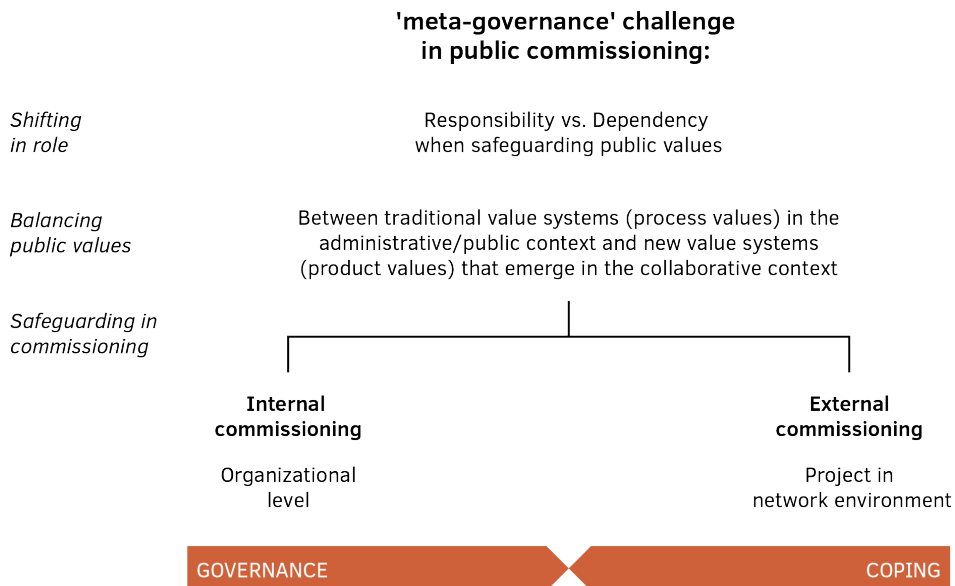 'meta-governance' challenge
in public commissioning:
Shifting
in role
Responsibility vs. Dependency
when safeguarding public values
Balancing
public values
Between traditional value systems (process values) in the
administrative/public context and new value systems
(product values) that emerge in the collaborative context
Safeguarding in
commissioning
Internal
commissioning
External
commissioning
Organizational
level
Project in
network environment
GOVERNANCE
COPING